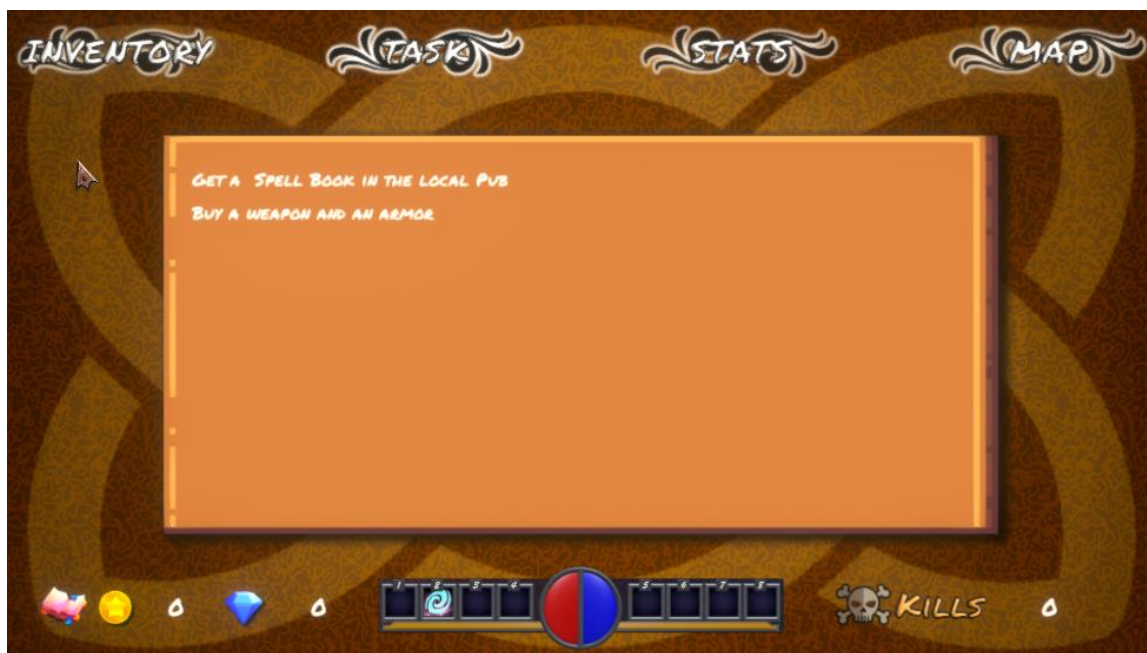 INVENTORY TASK STATS MAP
GET A SPELL BOOK IN THE LOCAL PUB
BUY A WEAPON AND AN ARMOR
0 0 1 2 3 4 5 6 7 8 KILLS 0